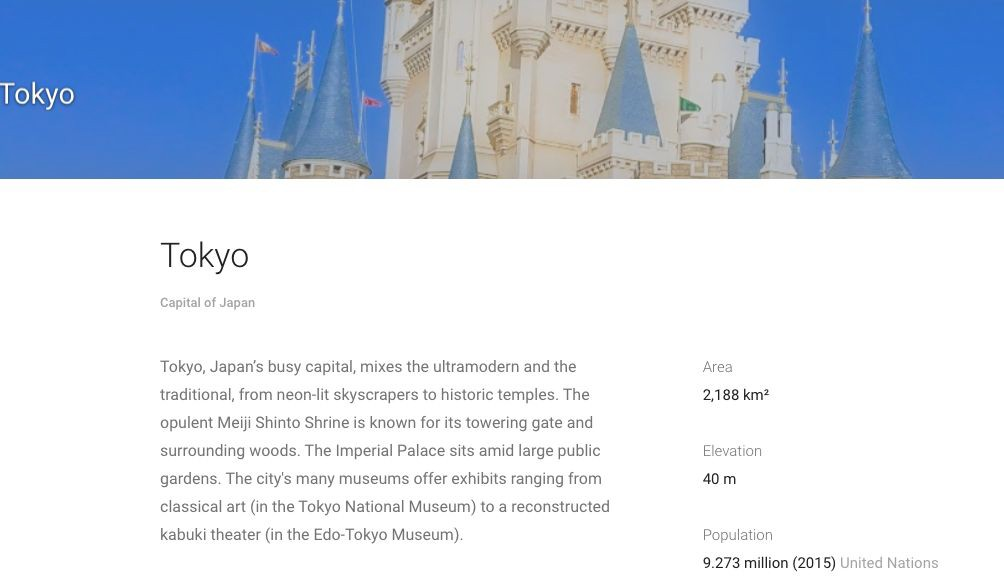 Tokyo
Tokyo
Capital of Japan
Tokyo, Japan’s busy capital, mixes the ultramodern and the
traditional, from neon-lit skyscrapers to historic temples. The
opulent Meiji Shinto Shrine is known for its towering gate and
surrounding woods. The Imperial Palace sits amid large public
gardens. The city's many museums offer exhibits ranging from
classical art (in the Tokyo National Museum) to a reconstructed
kabuki theater (in the Edo-Tokyo Museum).
Area
2,188 km²
Elevation
40 m
Population
9.273 million (2015) United Nations